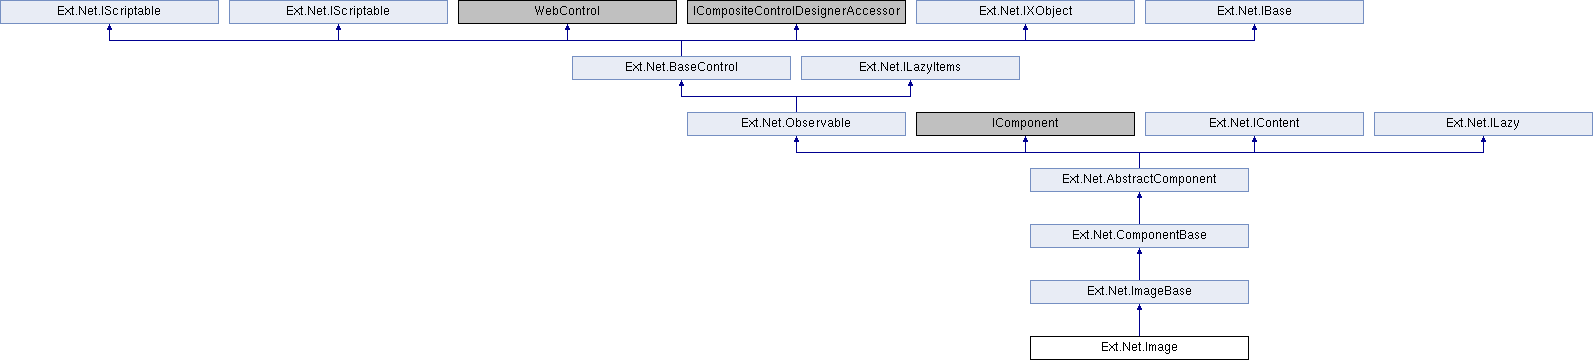 Ext.Net.IScriptable
Ext.Net.IScriptable
WebControl
ICompositeControlDesignerAccessor
Ext.Net.IXObject
Ext.Net.IBase
Ext.Net.BaseControl
Ext.Net.ILazyItems
Ext.Net.Observable
IComponent
Ext.Net.IContent
Ext.Net.ILazy
Ext.Net.AbstractComponent
Ext.Net.ComponentBase
Ext.Net.ImageBase
Ext.Net.Image